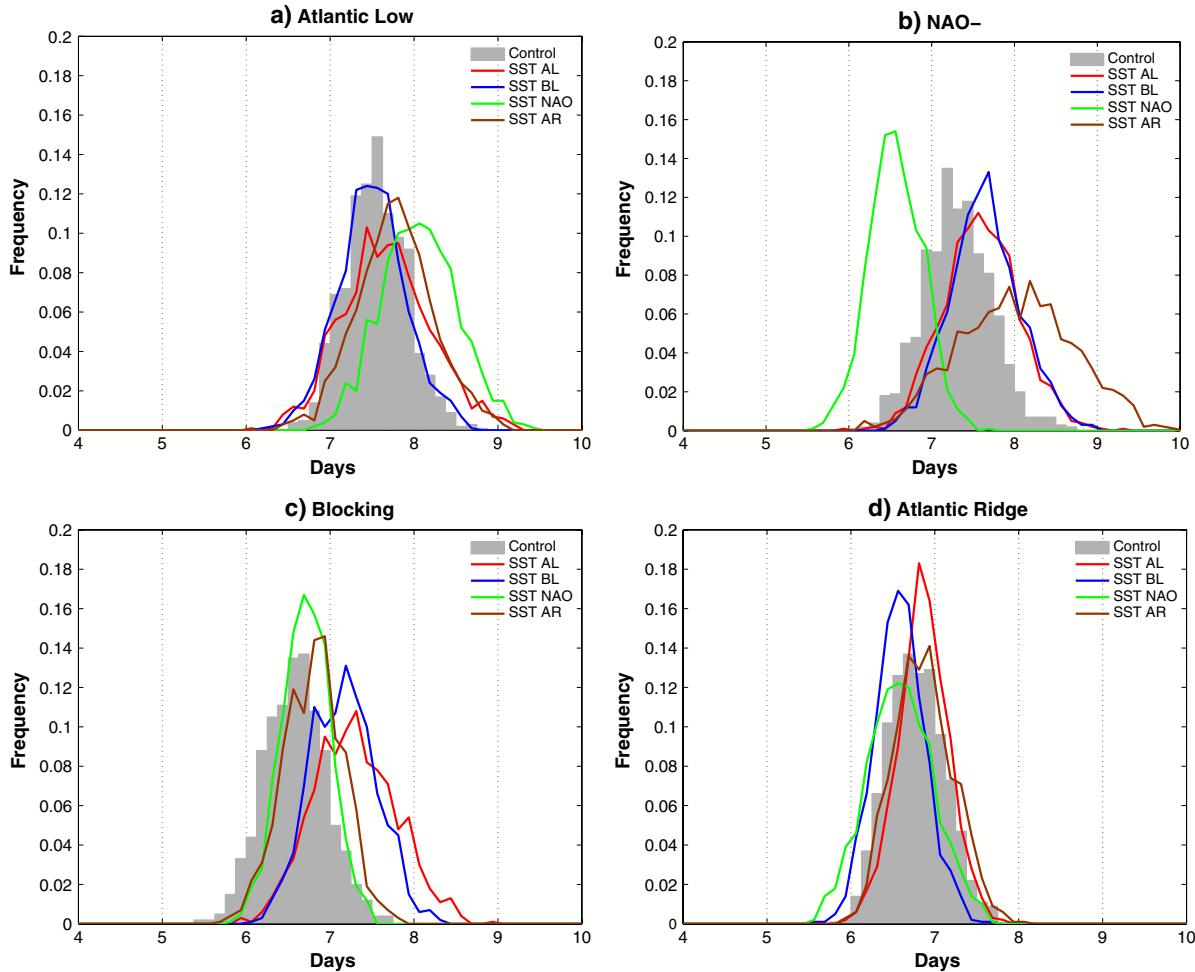 a) Atlantic Low
0.2
0.18
0.16
0.14
0.12
0.1
0.08
0.06
0.04
0.02
0
Frequency
4 5 6 7 8 9 10
Days
Control
SST AL
SST BL
SST NAO
SST AR
b) NAO−
0.2
0.18
0.16
0.14
0.12
0.1
0.08
0.06
0.04
0.02
0
Frequency
4 5 6 7 8 9 10
Days
Control
SST AL
SST BL
SST NAO
SST AR
c) Blocking
0.2
0.18
0.16
0.14
0.12
0.1
0.08
0.06
0.04
0.02
0
Frequency
4 5 6 7 8 9 10
Days
Control
SST AL
SST BL
SST NAO
SST AR
d) Atlantic Ridge
0.2
0.18
0.16
0.14
0.12
0.1
0.08
0.06
0.04
0.02
0
Frequency
4 5 6 7 8 9 10
Days
Control
SST AL
SST BL
SST NAO
SST AR